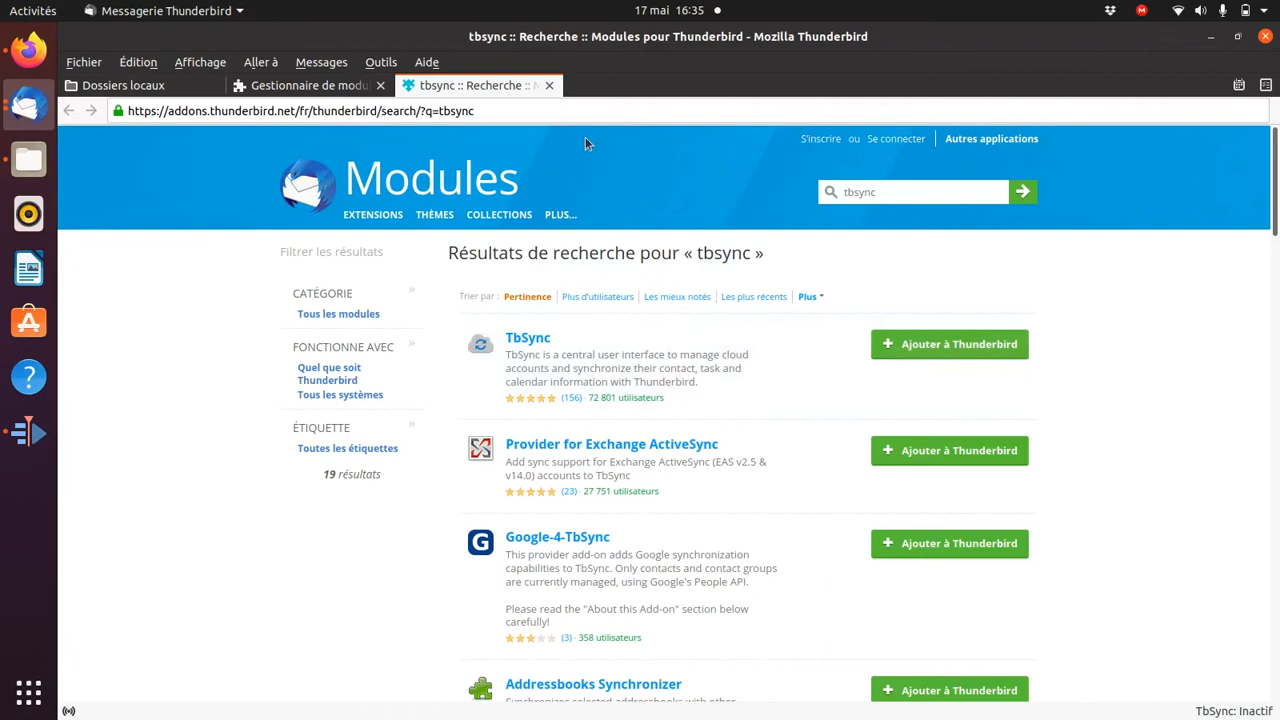 Activités
Messagerie Thunderbird
17 mai 16:35
tbsync :: Recherche :: Modules pour Thunderbird - Mozilla Thunderbird
Fichier Édition Affichage Aller à Messages Outils Aide
Dossiers locaux
Gestionnaire de modu
tbsync :: Recherche ::
https://addons.thunderbird.net/fr/thunderbird/search/?q=tbsync
S'inscrire ou Se connecter
Autres applications
Modules
tbsync
EXTENSIONS THÈMES COLLECTIONS PLUS...
Filtrer les résultats
CATÉGORIE »
Tous les modules
FONCTIONNE AVEC »
Quel que soit
Thunderbird
Tous les systèmes
ÉTIQUETTE »
Toutes les étiquettes
19 résultats
Résultats de recherche pour « tbsync »
Trier par : Pertinence Plus d'utilisateurs Les mieux notés Les plus récents Plus
TbSync
TbSync is a central user interface to manage cloud
accounts and synchronize their contact, task and
calendar information with Thunderbird.
(156) · 72 801 utilisateurs
Ajouter à Thunderbird
Provider for Exchange ActiveSync
Add sync support for Exchange ActiveSync (EAS v2.5 &
v14.0) accounts to TbSync
(23) · 27 751 utilisateurs
Ajouter à Thunderbird
G
Google-4-TbSync
This provider add-on adds Google synchronization
capabilities to TbSync. Only contacts and contact groups
are currently managed, using Google's People API.
Please read the "About this Add-on" section below
carefully!
(3) · 358 utilisateurs
Ajouter à Thunderbird
Addressbooks Synchronizer
Synchronizes selected addressbooks with other
Ajouter à Thunderbird
TbSync: Inactif